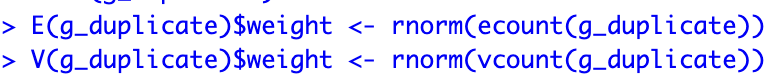 > E(g_duplicate)$weight <- rnorm(ecount(g_duplicate))
> V(g_duplicate)$weight <- rnorm(vcount(g_duplicate))